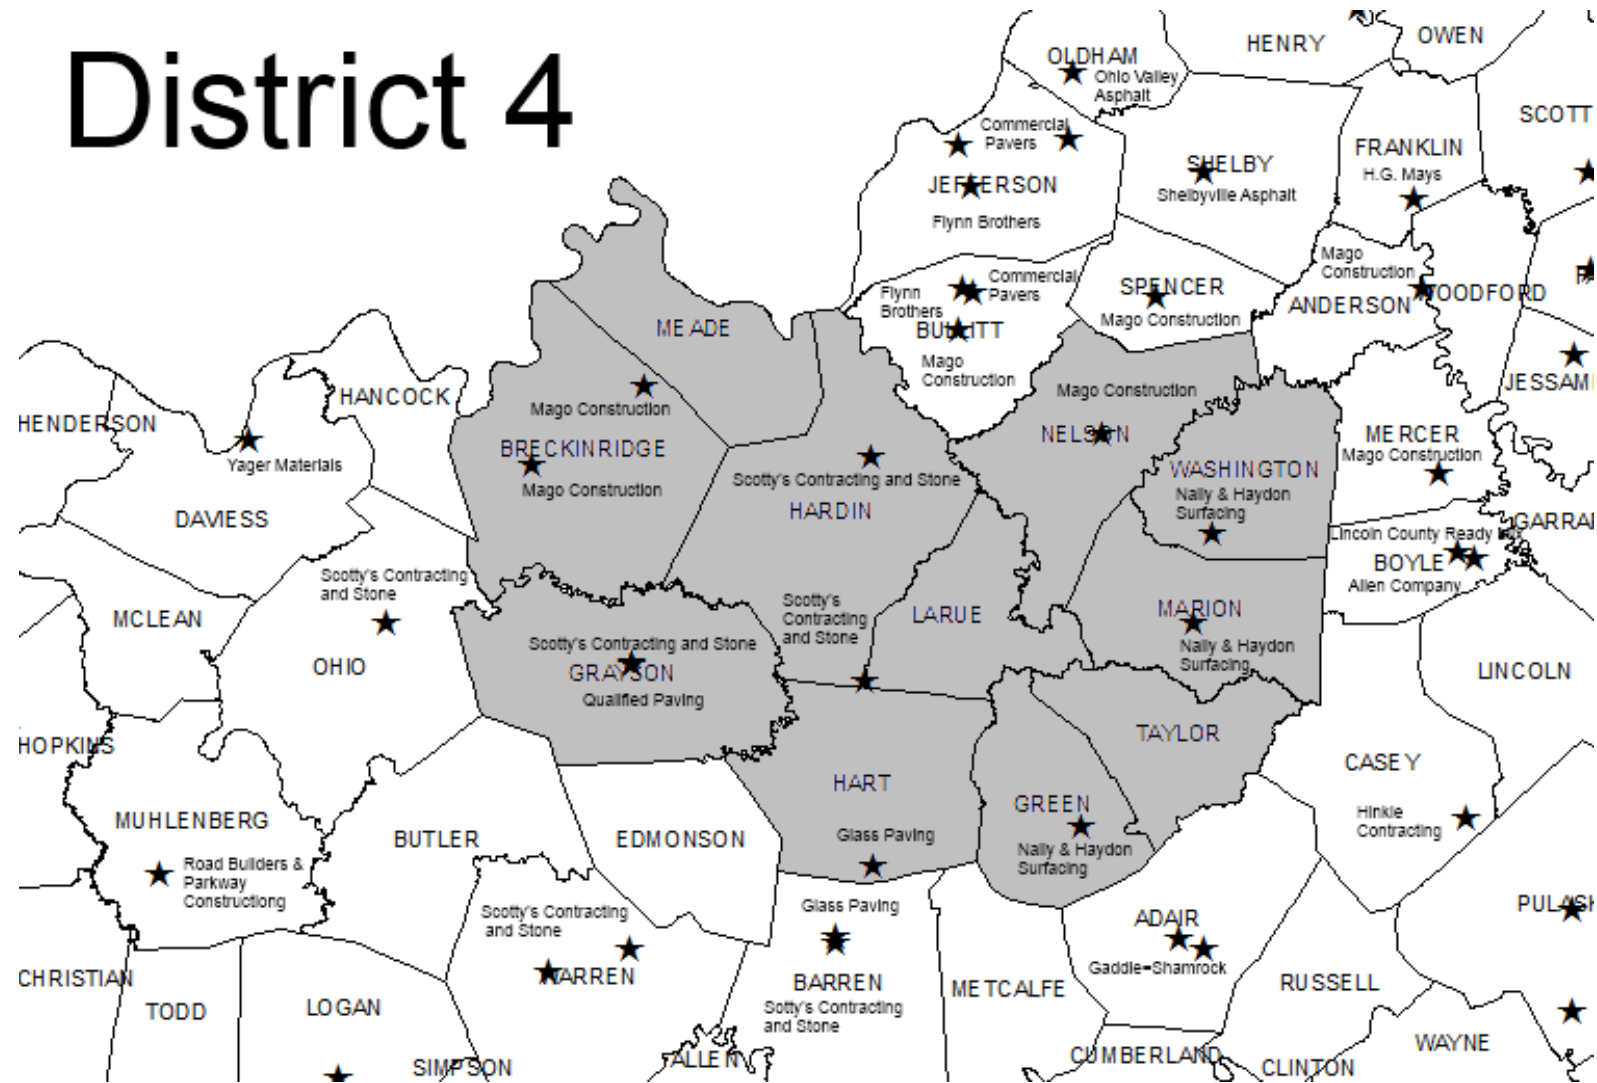 District 4
OLDHAM
Ohio Valley
Asphalt
HENRY
OWEN
SCOTT
Commercial
Pavers
JEFFERSON
Flynn Brothers
SHELBY
Shelbyville Asphalt
FRANKLIN
H.G. Mays
Mago
Construction
ANDERSON
WOODFORD
Flynn
Brothers
Commercial
Pavers
BULLITT
Mago
Construction
SPENCER
Mago Construction
JESSAMI
MEADE
HANCOCK
HENDERSON
Yager Materials
DAVIESS
Mago Construction
BRECKINRIDGE
Mago Construction
Scotty's Contracting and Stone
HARDIN
Mago Construction
NELSON
WASHINGTON
Nally & Haydon
Surfacing
MERCER
Mago Construction
Lincoln County Ready Mix
BOYLE
Allen Company
GARRA
Scotty's Contracting
and Stone
MCLEAN
OHIO
Scotty's Contracting and Stone
GRAYSON
Qualified Paving
Scotty's
Contracting
and Stone
LARUE
MARION
Nally & Haydon
Surfacing
LINCOLN
HOPKINS
TAYLOR
CASEY
Hinkle
Contracting
HART
Glass Paving
GREEN
Nally & Haydon
Surfacing
MUHLENBERG
Road Builders &
Parkway
Constructiong
BUTLER
EDMONSON
Scotty's Contracting
and Stone
WARREN
Glass Paving
BARREN
Sotty's Contracting
and Stone
ADAIR
Gaddie-Shamrock
PULASK
CHRISTIAN
TODD
LOGAN
METCALFE
RUSSELL
WAYNE
SIMPSON
ALLEN
CUMBERLAND
CLINTON